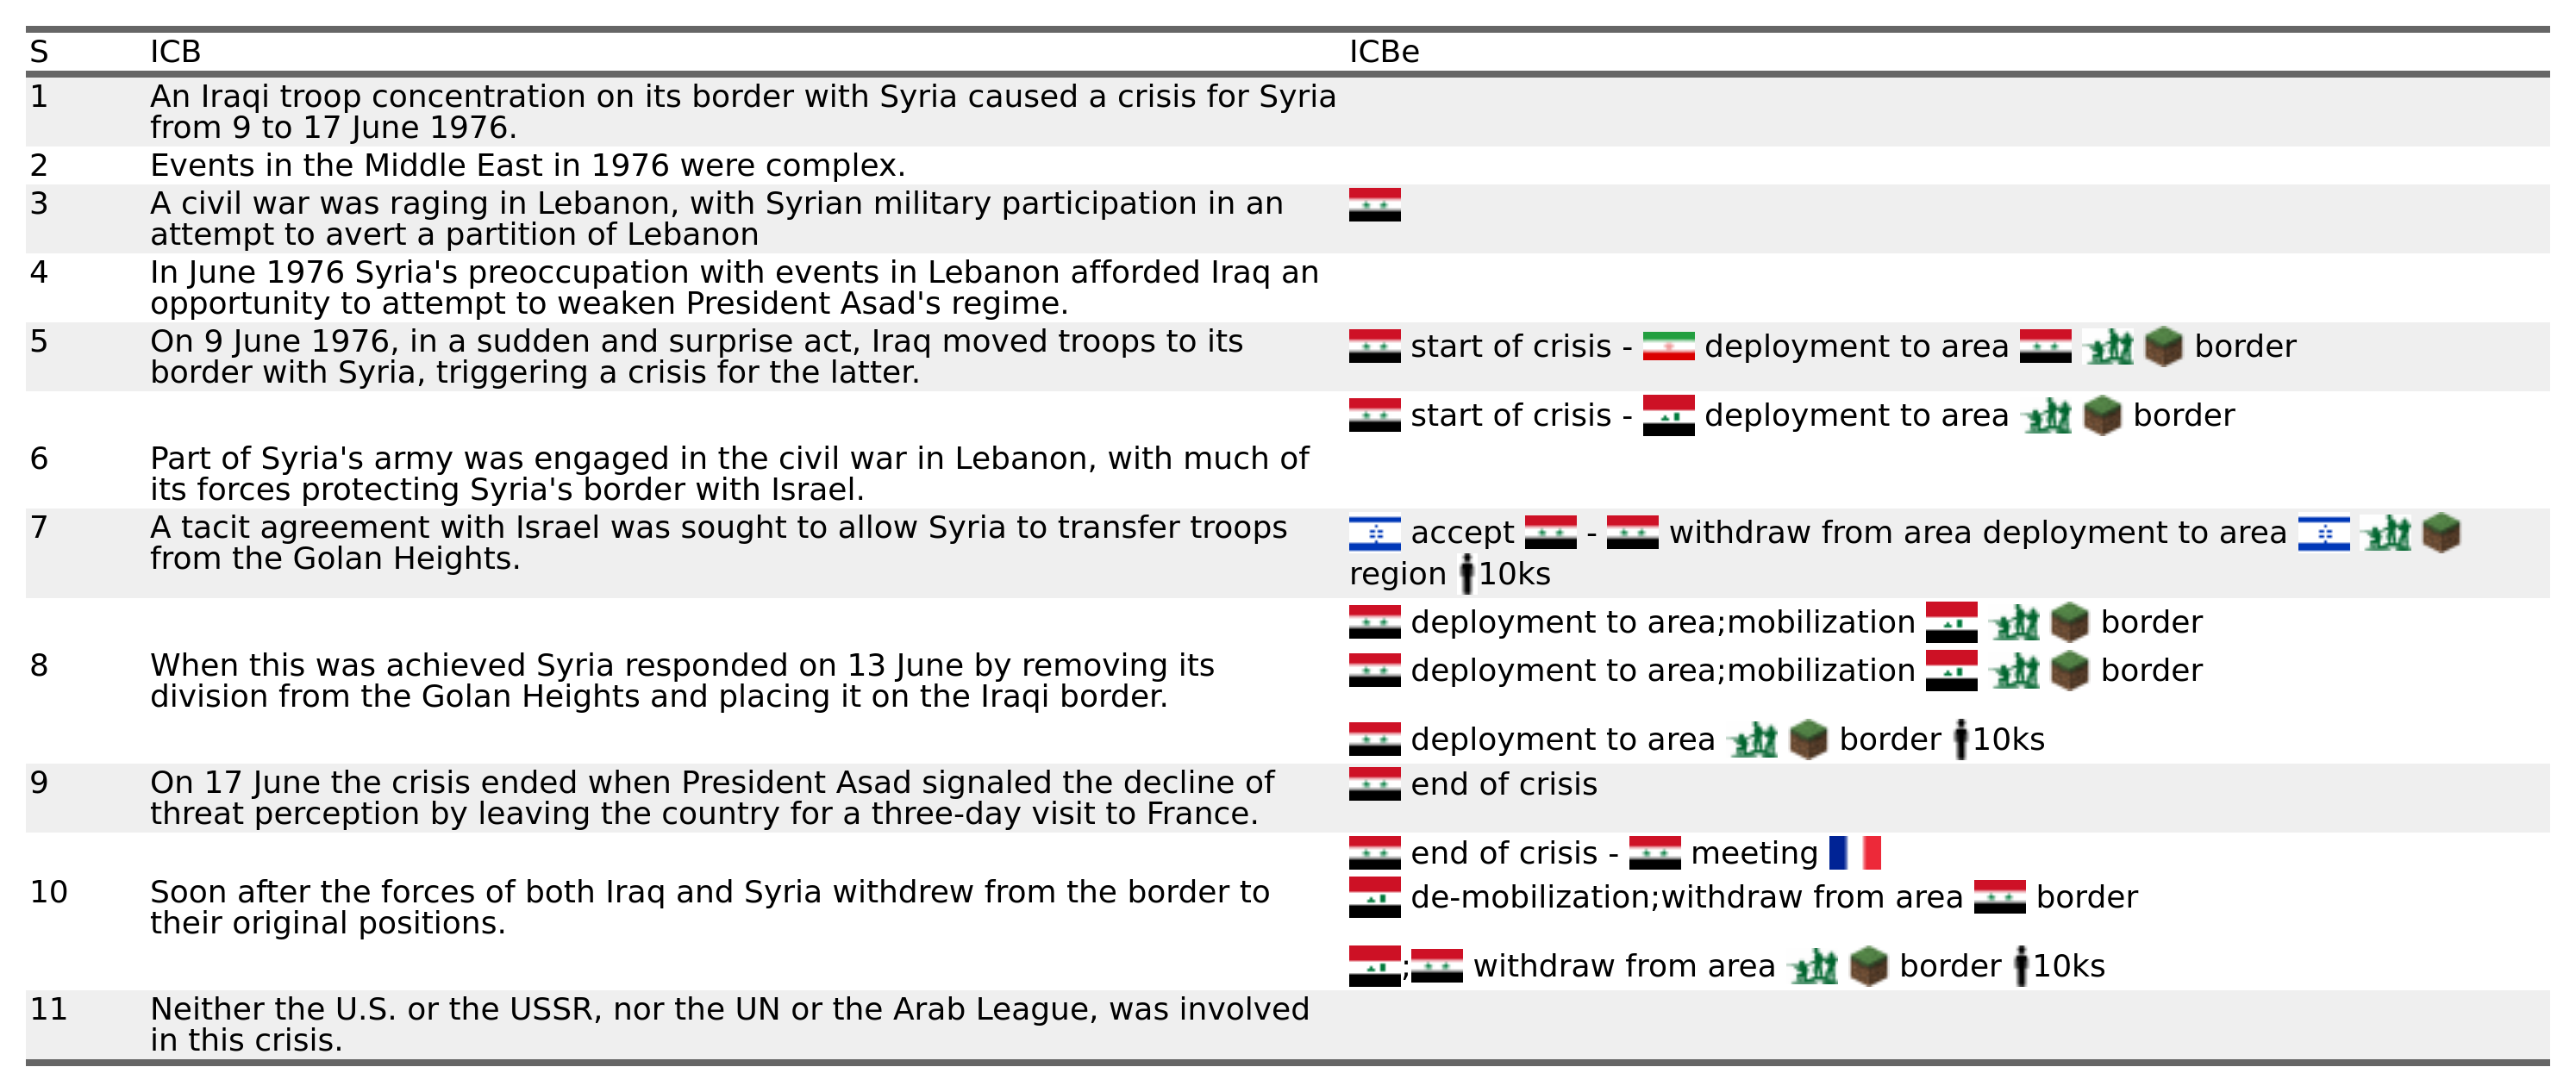 S ICB ICBe
1 An Iraqi troop concentration on its border with Syria caused a crisis for Syria
from 9 to 17 June 1976.
2 Events in the Middle East in 1976 were complex.
3 A civil war was raging in Lebanon, with Syrian military participation in an
attempt to avert a partition of Lebanon
4 In June 1976 Syria's preoccupation with events in Lebanon afforded Iraq an
opportunity to attempt to weaken President Asad's regime.
5 On 9 June 1976, in a sudden and surprise act, Iraq moved troops to its
border with Syria, triggering a crisis for the latter.
start of crisis - deployment to area border
start of crisis - deployment to area border
6 Part of Syria's army was engaged in the civil war in Lebanon, with much of
its forces protecting Syria's border with Israel.
7 A tacit agreement with Israel was sought to allow Syria to transfer troops
from the Golan Heights.
accept - withdraw from area deployment to area
region 10ks
deployment to area;mobilization border
8 When this was achieved Syria responded on 13 June by removing its
division from the Golan Heights and placing it on the Iraqi border.
deployment to area;mobilization border
deployment to area border 10ks
9 On 17 June the crisis ended when President Asad signaled the decline of
threat perception by leaving the country for a three-day visit to France.
end of crisis
end of crisis - meeting
10 Soon after the forces of both Iraq and Syria withdrew from the border to
their original positions.
de-mobilization;withdraw from area border
; withdraw from area border 10ks
11 Neither the U.S. or the USSR, nor the UN or the Arab League, was involved
in this crisis.